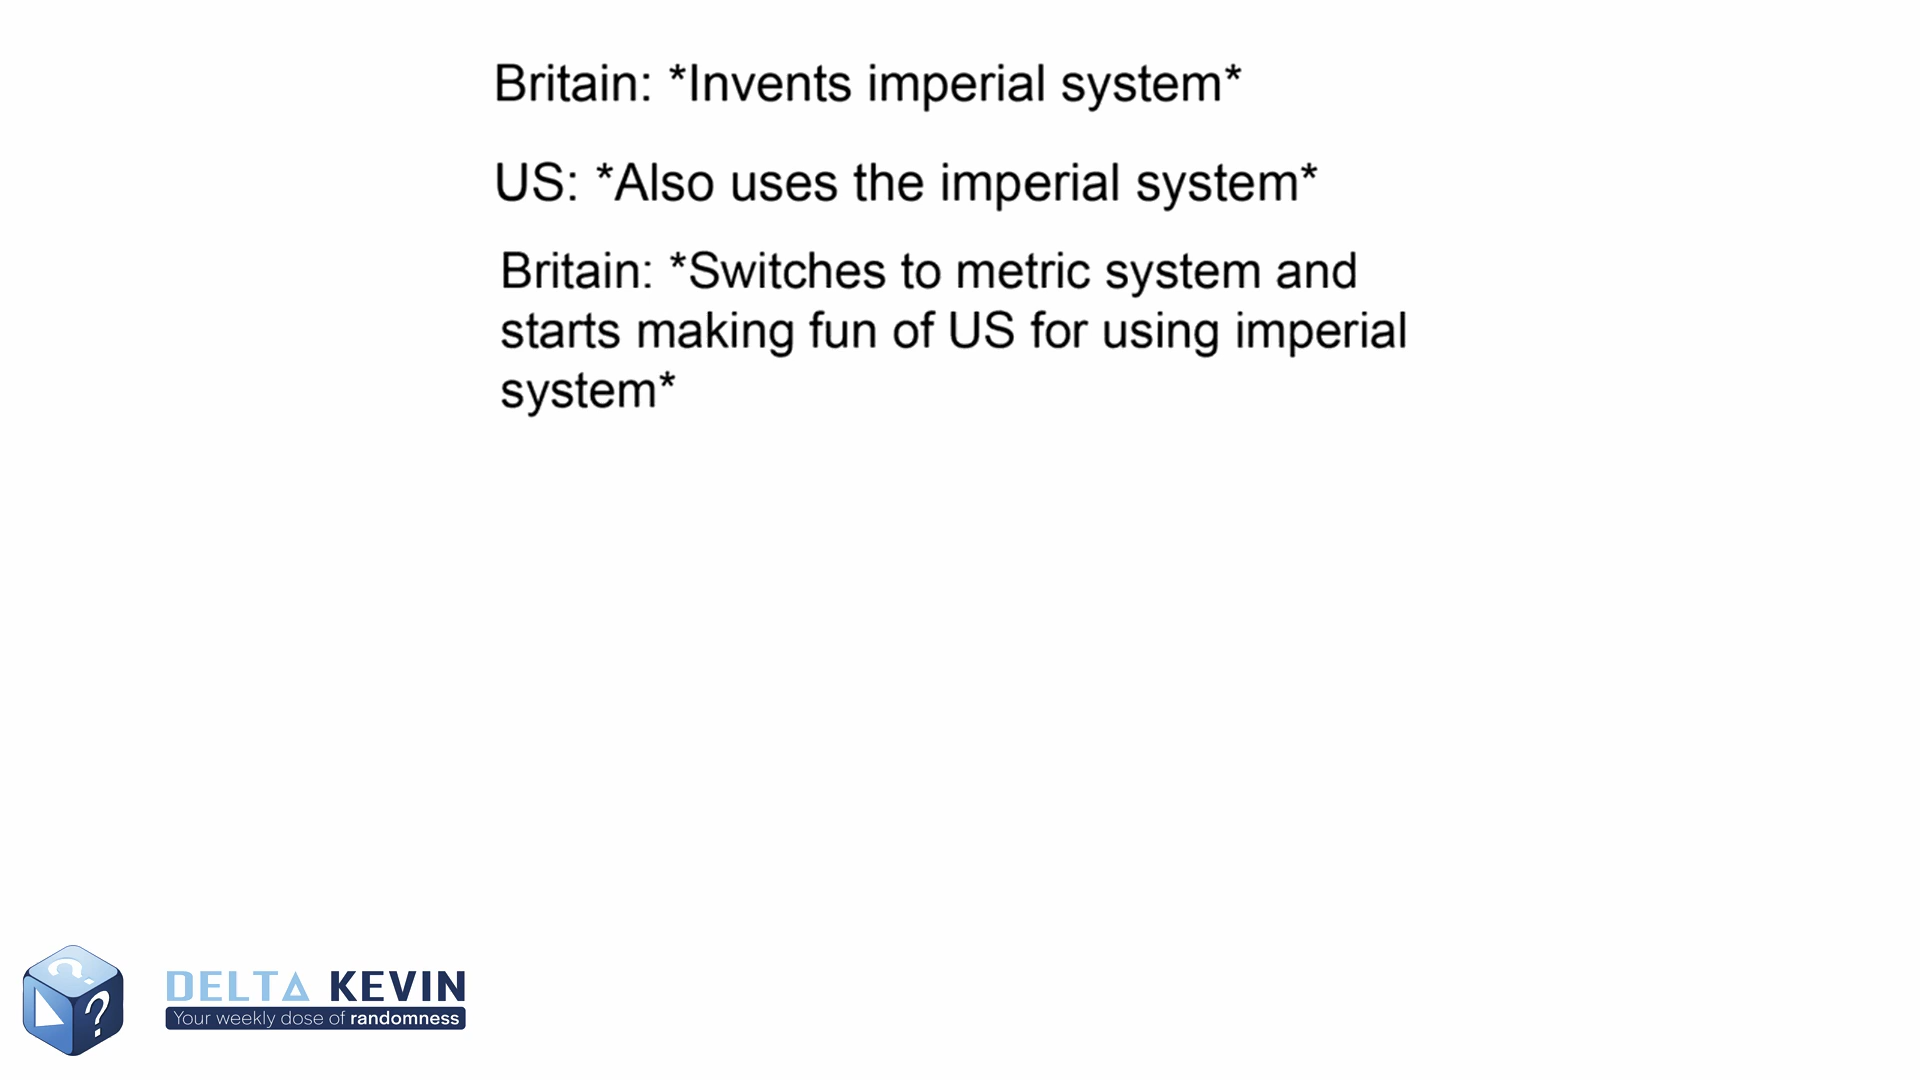 Britain: *Invents imperial system*
US: *Also uses the imperial system*
Britain: *Switches to metric system and
starts making fun of US for using imperial
system*
? ?
DELTA KEVIN
Your weekly dose of randomness